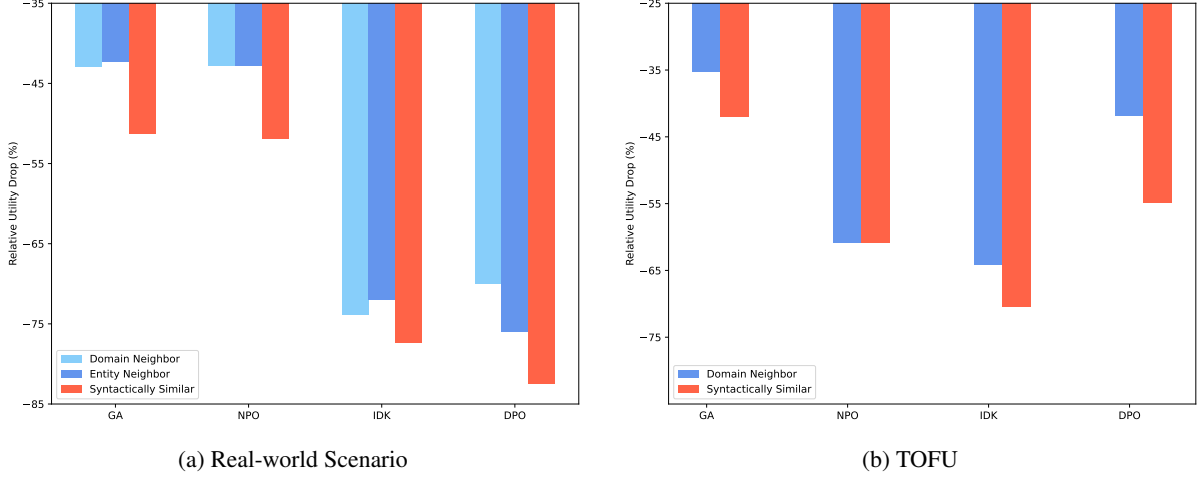 −35
−45
−55
−65
−75
−85
Relative Utility Drop (%)
Domain Neighbor
Entity Neighbor
Syntactically Similar
GA
NPO
IDK
DPO
(a) Real-world Scenario
−25
−35
−45
−55
−65
−75
Relative Utility Drop (%)
Domain Neighbor
Syntactically Similar
GA
NPO
IDK
DPO
(b) TOFU